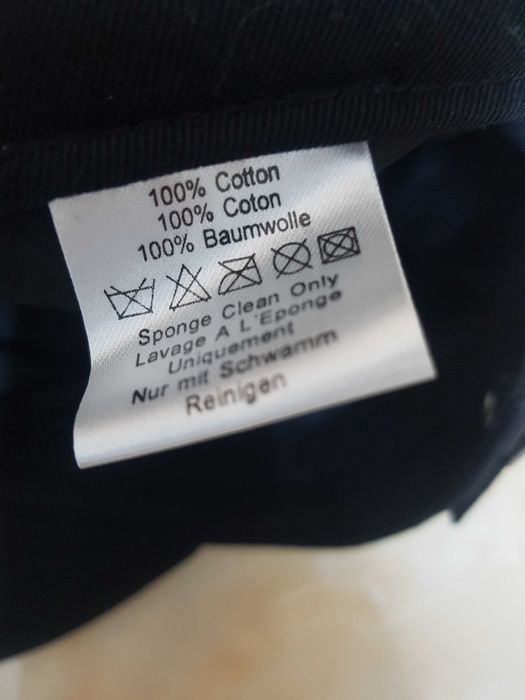 100% Cotton
100% Coton
100% Baumwolle
Sponge Clean Only
Lavage A L'Eponge
Uniquement
Nur mit Schwamm
Reinigen